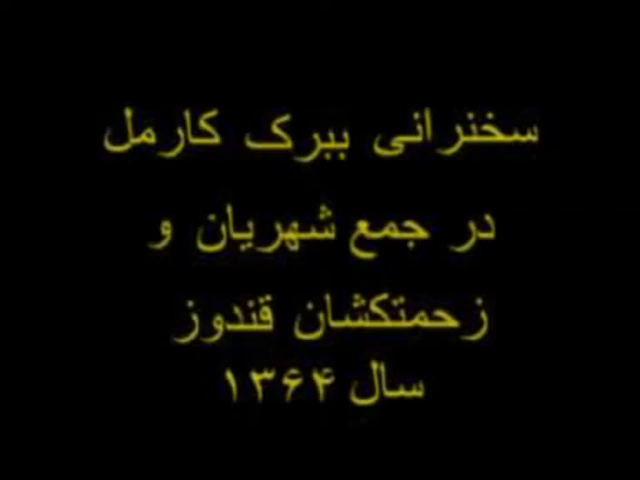 سخنرانی ببرک کارمل
در جمع شهریان و
زحمتکشان قندوز
سال ۱۳۶۴